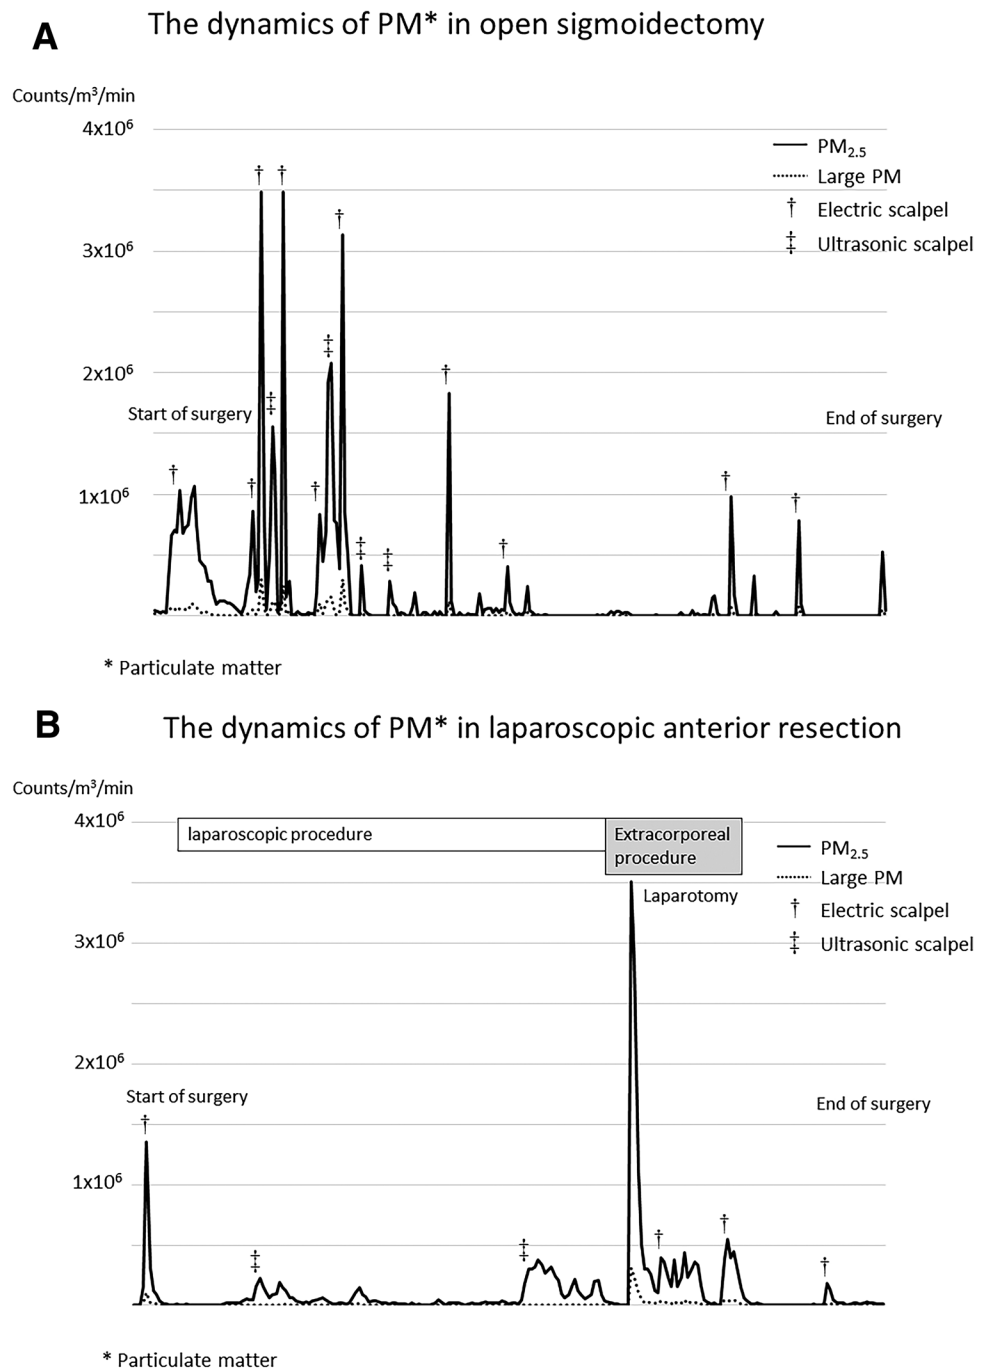 A
The dynamics of PM* in open sigmoidectomy
Counts/m³/min
4x10⁶
PM₂.₅
Large PM
† †
† Electric scalpel
†
‡ Ultrasonic scalpel
3x10⁶
‡
2x10⁶
†
‡
Start of surgery
End of surgery
†
†
†
†
1x10⁶
†
‡
‡
†
* Particulate matter
B
The dynamics of PM* in laparoscopic anterior resection
Counts/m³/min
4x10⁶
laparoscopic procedure
Extracorporeal
procedure
PM₂.₅
Large PM
Laparotomy
† Electric scalpel
3x10⁶
‡ Ultrasonic scalpel
2x10⁶
Start of surgery
End of surgery
†
1x10⁶
†
†
‡
‡
†
* Particulate matter